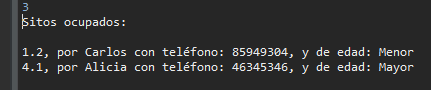 3
Sitos ocupados:
1.2, por Carlos con teléfono: 85949304, y de edad: Menor
4.1, por Alicia con teléfono: 46345346, y de edad: Mayor